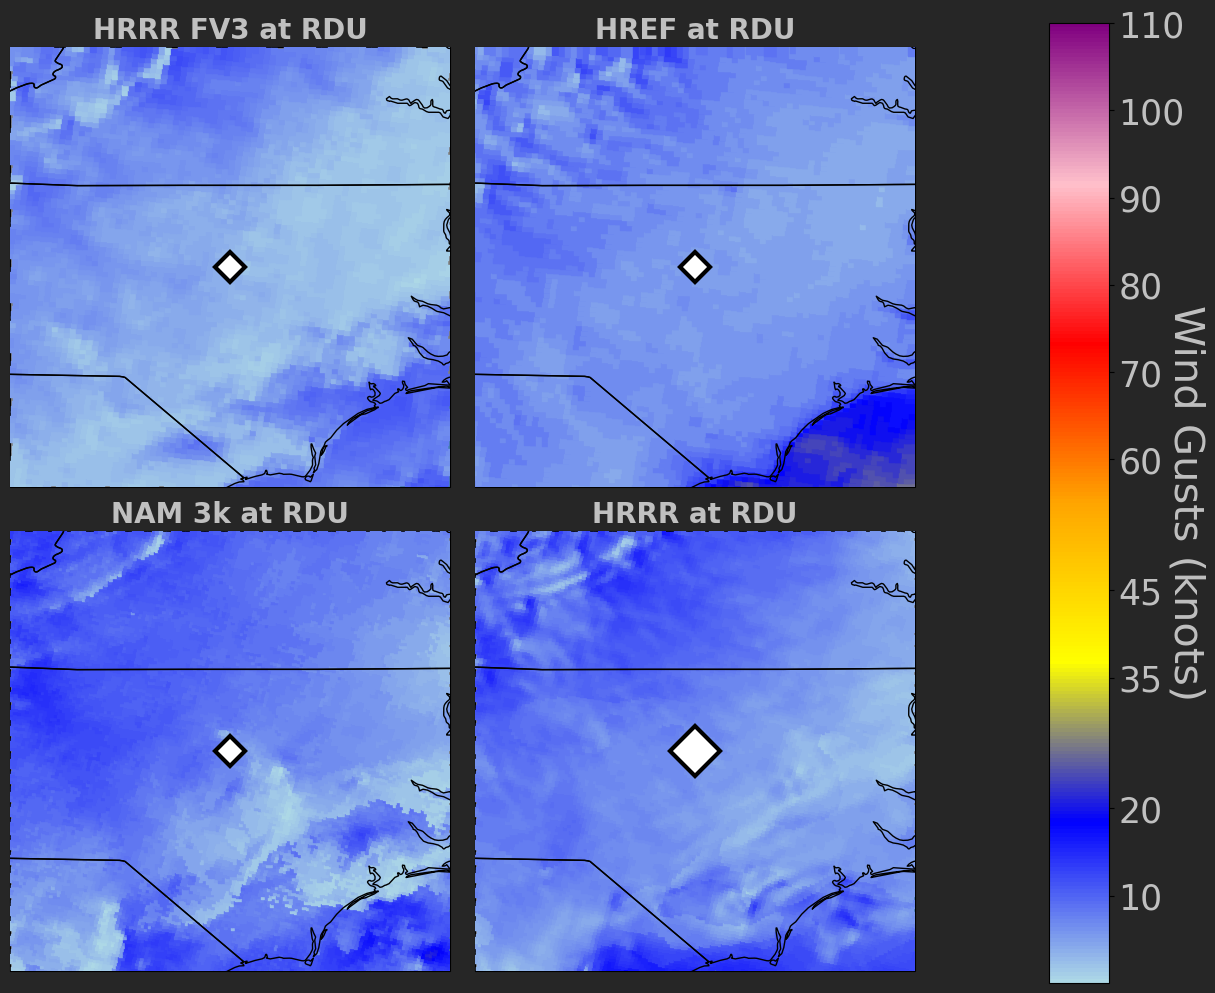 HRRR FV3 at RDU
HREF at RDU
NAM 3k at RDU
HRRR at RDU
110
100
90
80
70
60
45
35
20
10
Wind Gusts (knots)